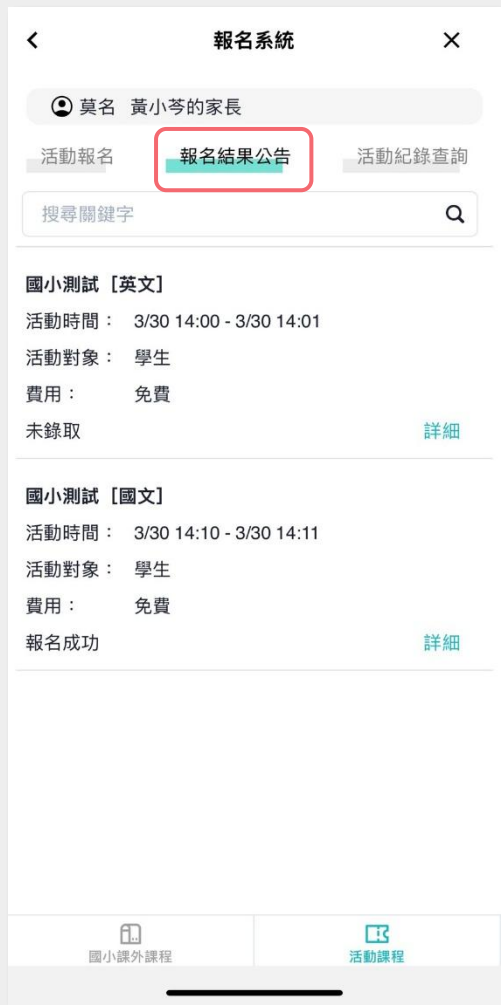 報名系統
莫名 黃小芩的家長
活動報名 報名結果公告 活動紀錄查詢
搜尋關鍵字
國小測試［英文］
活動時間： 3/30 14:00 - 3/30 14:01
活動對象： 學生
費用： 免費
未錄取 詳細
國小測試［國文］
活動時間： 3/30 14:10 - 3/30 14:11
活動對象： 學生
費用： 免費
報名成功 詳細
國小課外課程 活動課程